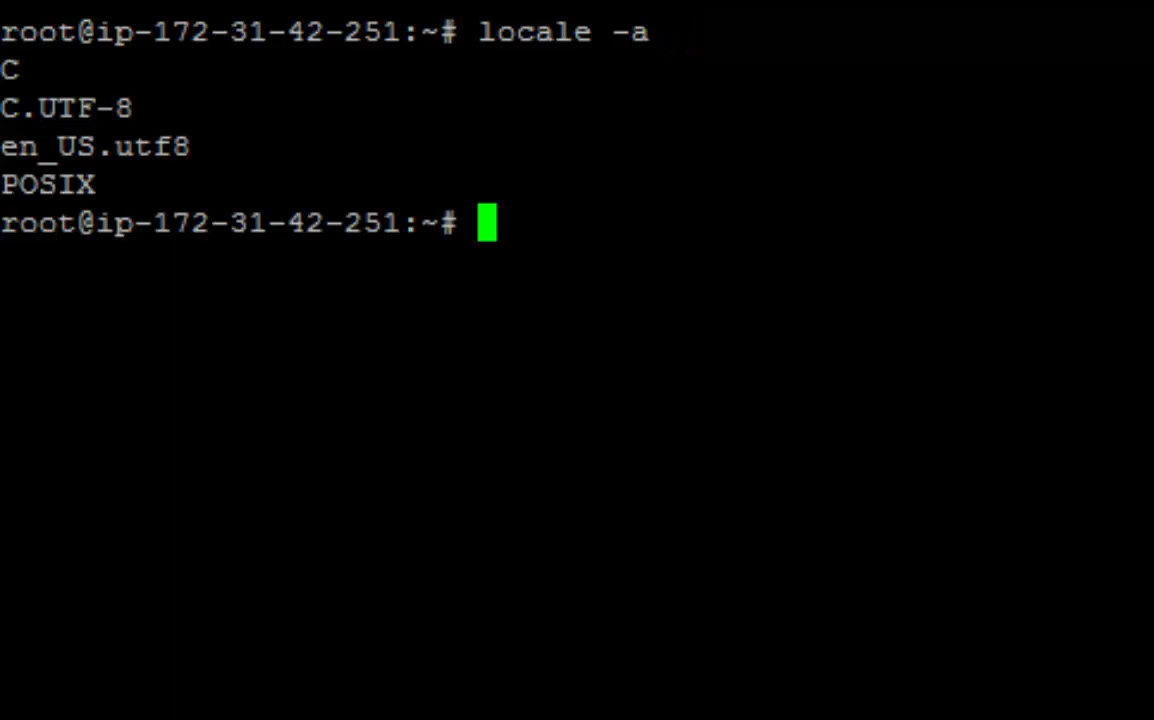 root@ip-172-31-42-251:~# locale -a
C
C.UTF-8
en_US.utf8
POSIX
root@ip-172-31-42-251:~#